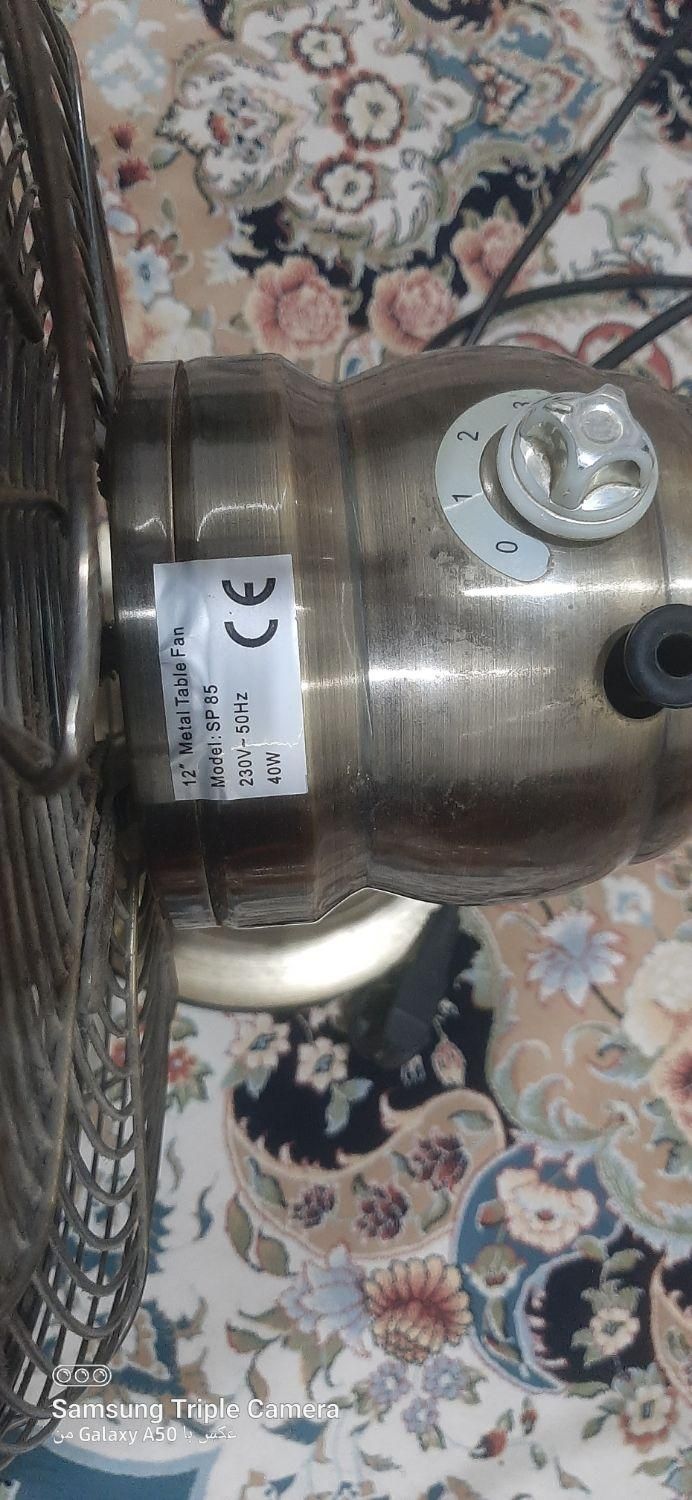 12" Metal Table Fan
Model: SP 85
230V~ 50Hz
40W
CE
0
1
2
3
Samsung Triple Camera
عکس با Galaxy A50 من